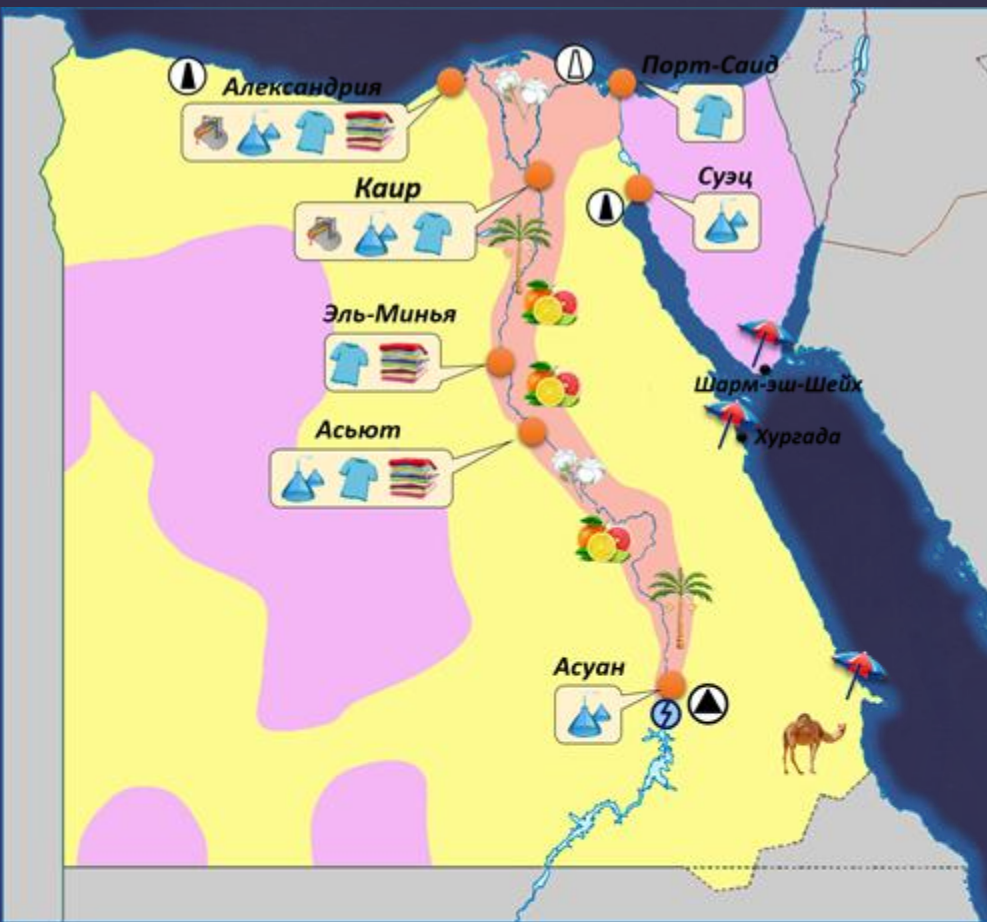 Александрия
Порт-Саид
Каир
Суэц
Эль-Минья
Шарм-эш-Шейх
Асьют
Хургада
Асуан